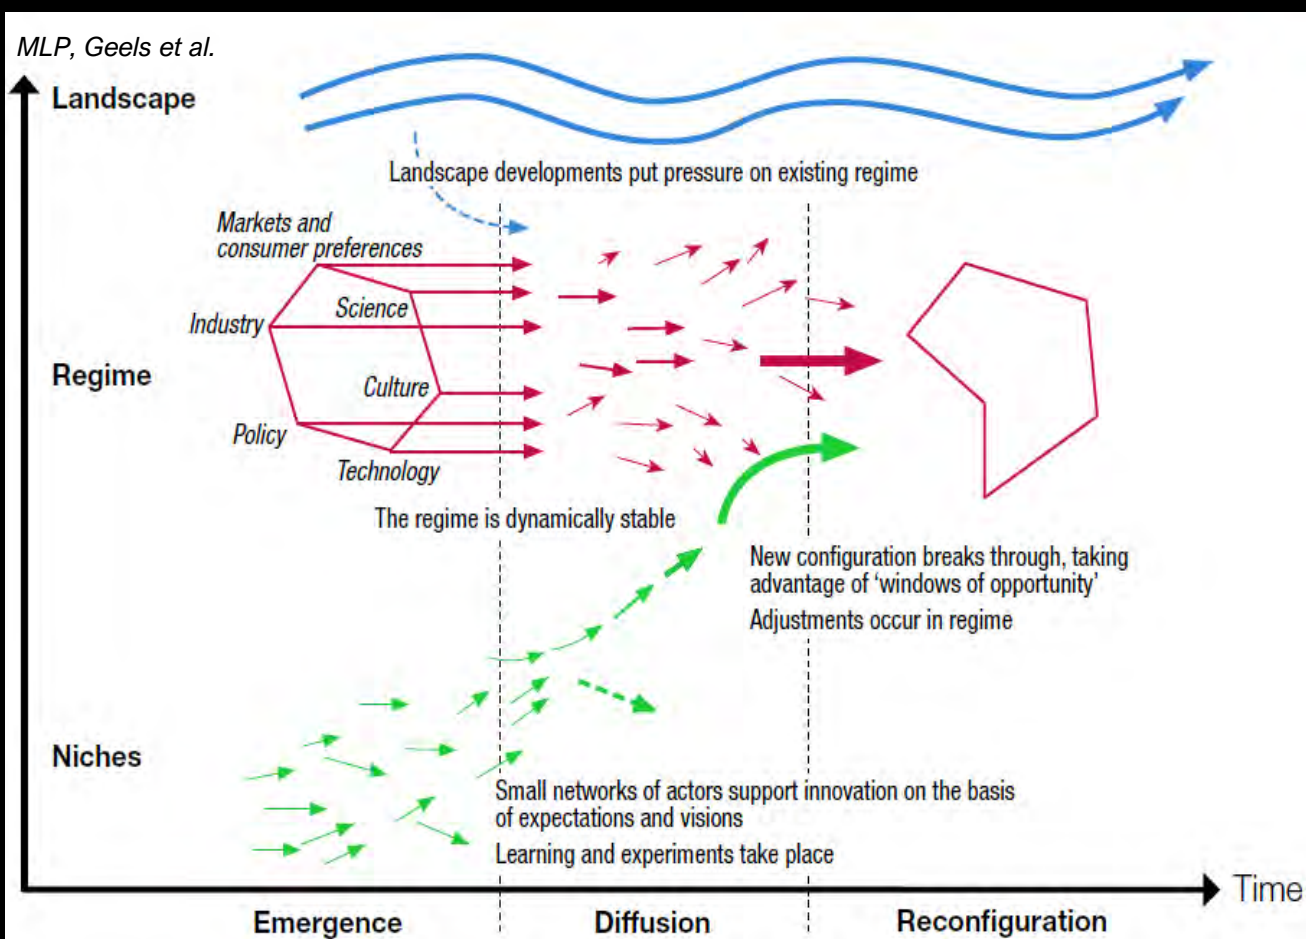 MLP, Geels et al.
Landscape
Landscape developments put pressure on existing regime
Markets and
consumer preferences
Science
Industry
Regime
Culture
Policy
Technology
The regime is dynamically stable
New configuration breaks through, taking
advantage of ‘windows of opportunity’
Adjustments occur in regime
Niches
Small networks of actors support innovation on the basis
of expectations and visions
Learning and experiments take place
Time
Emergence
Diffusion
Reconfiguration